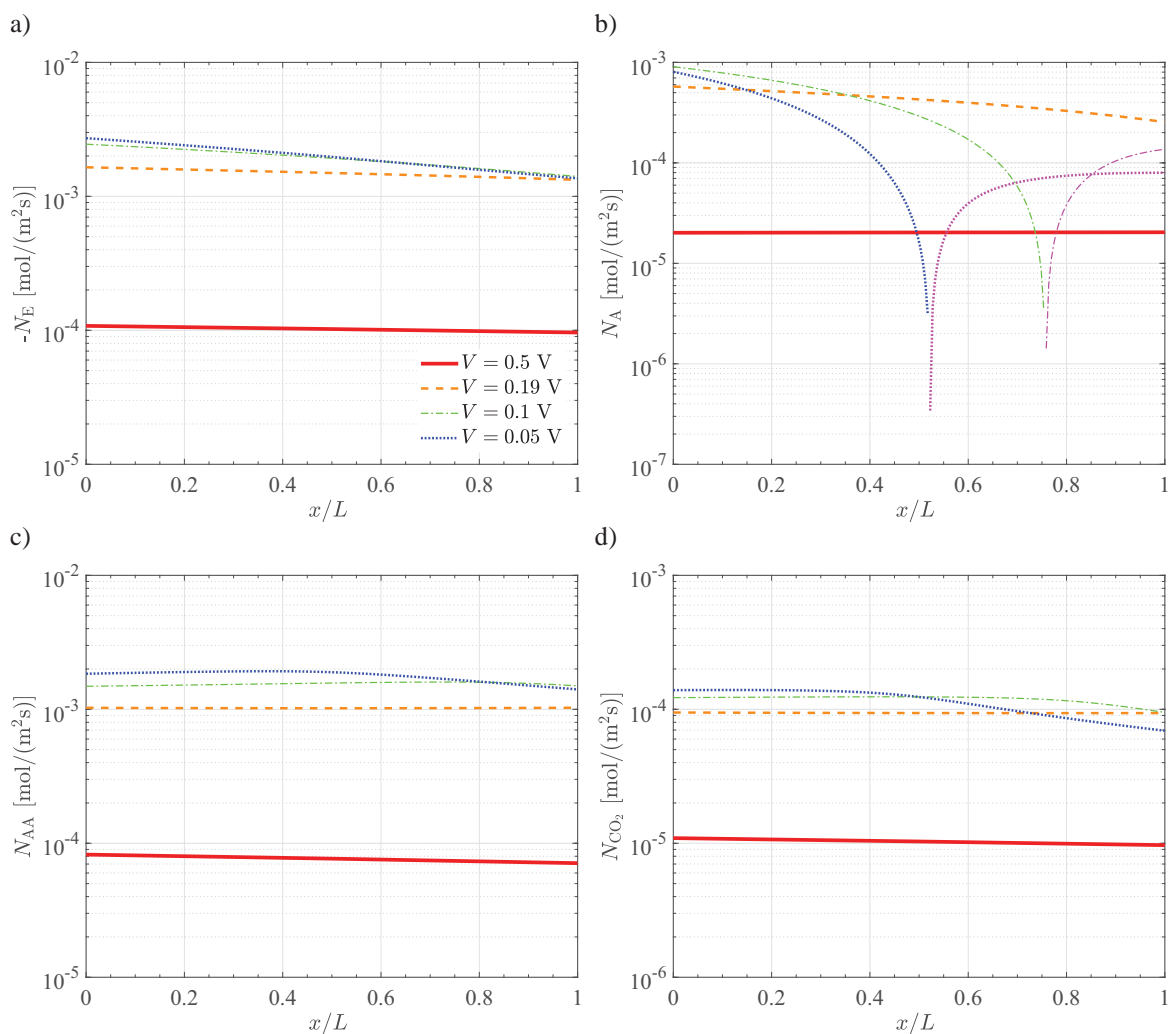 a)
10^-2
10^-3
10^-4
10^-5
-N_E [mol/(m^2s)]
V = 0.5 V
V = 0.19 V
V = 0.1 V
V = 0.05 V
0 0.2 0.4 0.6 0.8 1
x/L
b)
10^-3
10^-4
10^-5
10^-6
10^-7
N_A [mol/(m^2s)]
0 0.2 0.4 0.6 0.8 1
x/L
c)
10^-2
10^-3
10^-4
10^-5
N_AA [mol/(m^2s)]
0 0.2 0.4 0.6 0.8 1
x/L
d)
10^-3
10^-4
10^-5
10^-6
N_CO_2 [mol/(m^2s)]
0 0.2 0.4 0.6 0.8 1
x/L